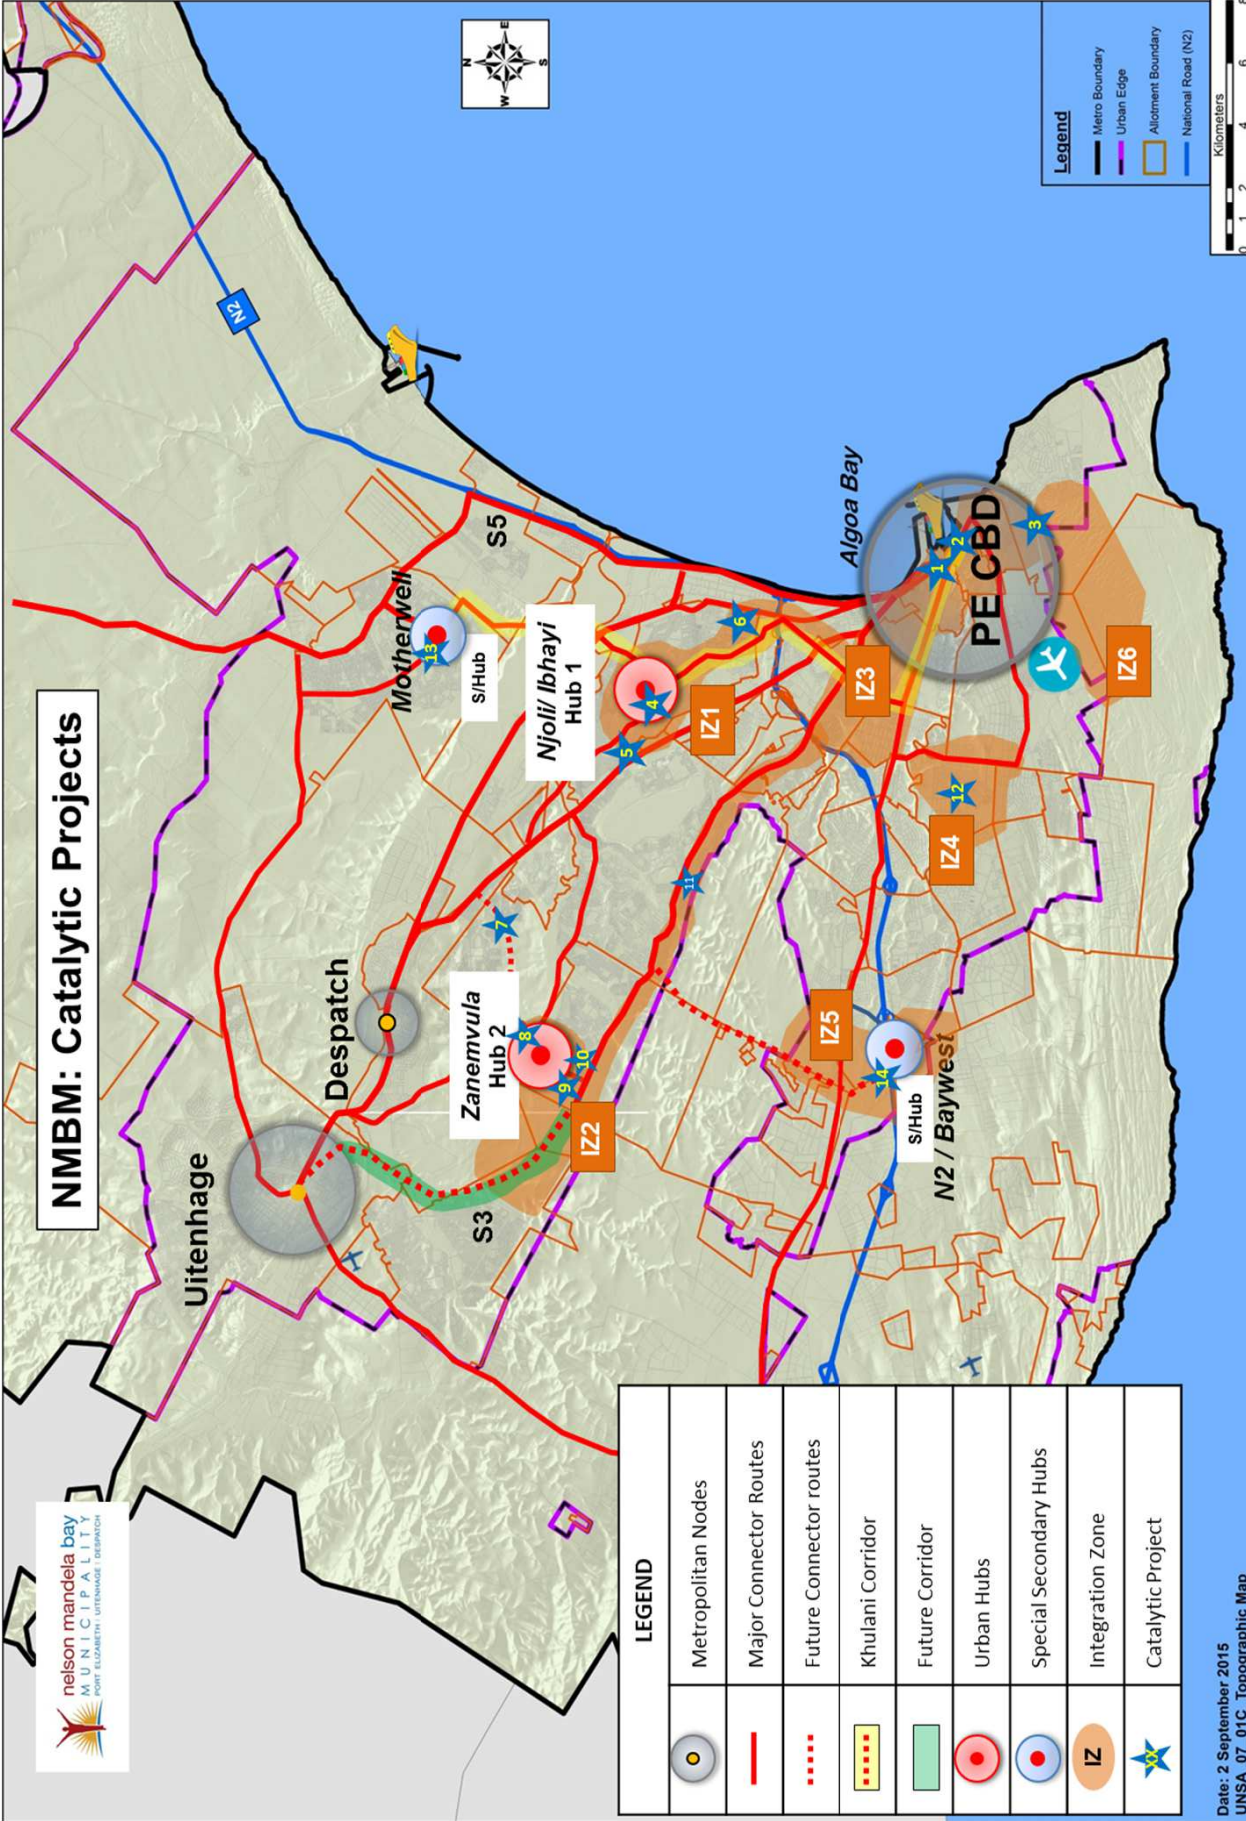 NMBM: Catalytic Projects
nelson mandela bay
MUNICIPALITY
PORT ELIZABETH | UITENHAGE | DESPATCH
N
E
S
W
N2
Uitenhage
Despatch
Motherwell
13
S/Hub
S5
Njoli/ Ibhayi
Hub 1
4
5
6
IZ1
7
Zanemvula
Hub 2
8
9
10
IZ2
S3
11
Algoa Bay
PE CBD
1
2
3
IZ3
IZ4
12
IZ5
14
S/Hub
N2 / Baywest
IZ6
LEGEND
Metropolitan Nodes
Major Connector Routes
Future Connector routes
Khulani Corridor
Future Corridor
Urban Hubs
Special Secondary Hubs
IZ Integration Zone
XX Catalytic Project
Legend
Metro Boundary
Urban Edge
Allotment Boundary
National Road (N2)
Kilometers
0 1 2 4 6 8
Date: 2 September 2015
UNSA_07_01C_Topographic Map